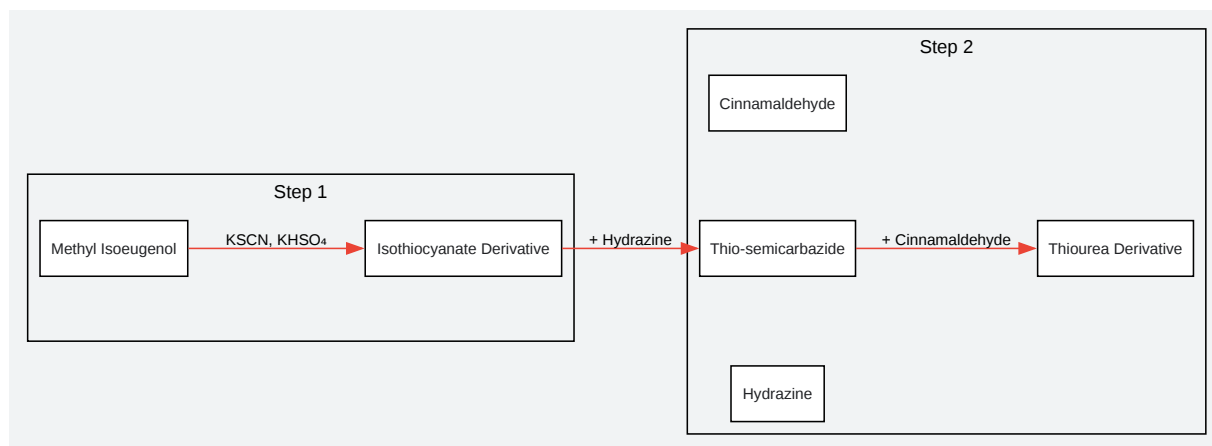 Step 1
Methyl Isoeugenol
KSCN, KHSO₄
Isothiocyanate Derivative
+ Hydrazine
Step 2
Cinnamaldehyde
Thio-semicarbazide
+ Cinnamaldehyde
Thiourea Derivative
Hydrazine